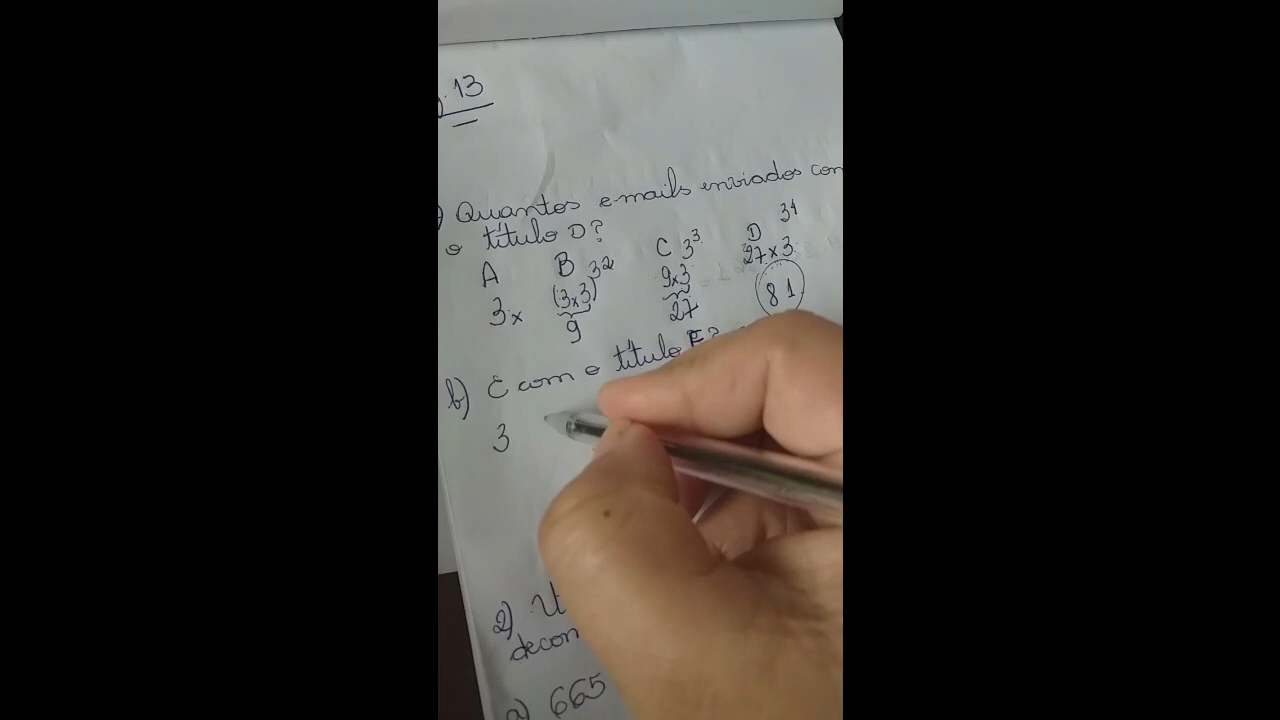 . 13
) Quantos e-mails enviados com
o título D?
A B 3² C 3³ D 3⁴
3x (3x3) 9x3 27x3
9 27 81
b) E com o título F?
3
2) U
decom
a) 665